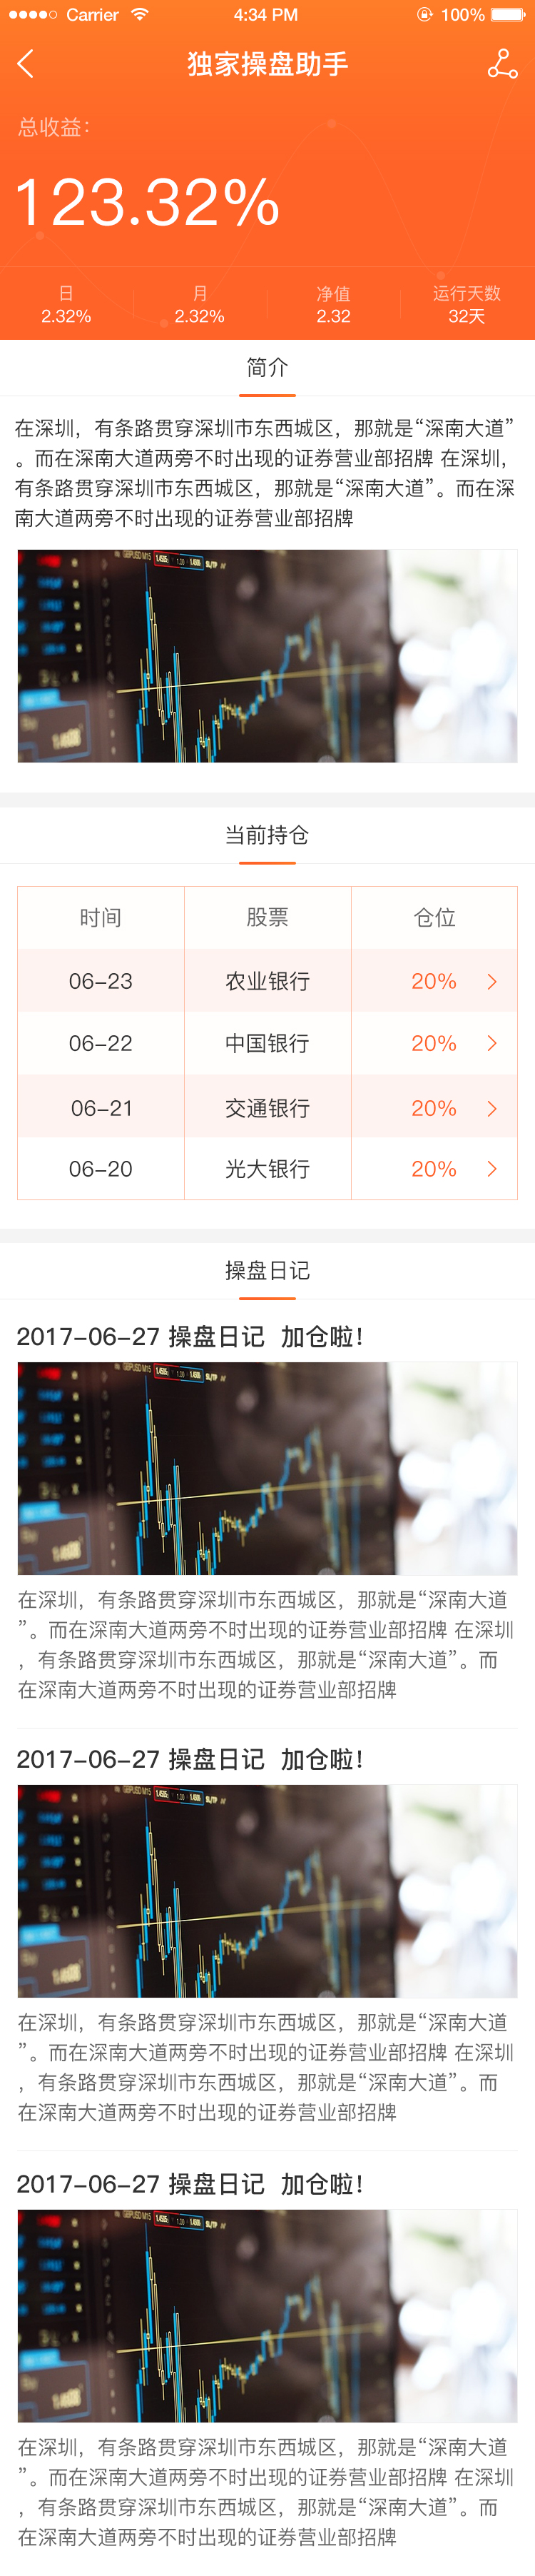 Carrier 4:34 PM 100%
独家操盘助手
总收益：
123.32%
日 月 净值 运行天数
2.32% 2.32% 2.32 32天
简介
在深圳，有条路贯穿深圳市东西城区，那就是“深南大道”
。而在深南大道两旁不时出现的证券营业部招牌 在深圳，
有条路贯穿深圳市东西城区，那就是“深南大道”。而在深
南大道两旁不时出现的证券营业部招牌
当前持仓
时间 股票 仓位
06-23 农业银行 20%
06-22 中国银行 20%
06-21 交通银行 20%
06-20 光大银行 20%
操盘日记
2017-06-27 操盘日记 加仓啦！
在深圳，有条路贯穿深圳市东西城区，那就是“深南大道
”。而在深南大道两旁不时出现的证券营业部招牌 在深圳
，有条路贯穿深圳市东西城区，那就是“深南大道”。而
在深南大道两旁不时出现的证券营业部招牌
2017-06-27 操盘日记 加仓啦！
在深圳，有条路贯穿深圳市东西城区，那就是“深南大道
”。而在深南大道两旁不时出现的证券营业部招牌 在深圳
，有条路贯穿深圳市东西城区，那就是“深南大道”。而
在深南大道两旁不时出现的证券营业部招牌
2017-06-27 操盘日记 加仓啦！
在深圳，有条路贯穿深圳市东西城区，那就是“深南大道
”。而在深南大道两旁不时出现的证券营业部招牌 在深圳
，有条路贯穿深圳市东西城区，那就是“深南大道”。而
在深南大道两旁不时出现的证券营业部招牌